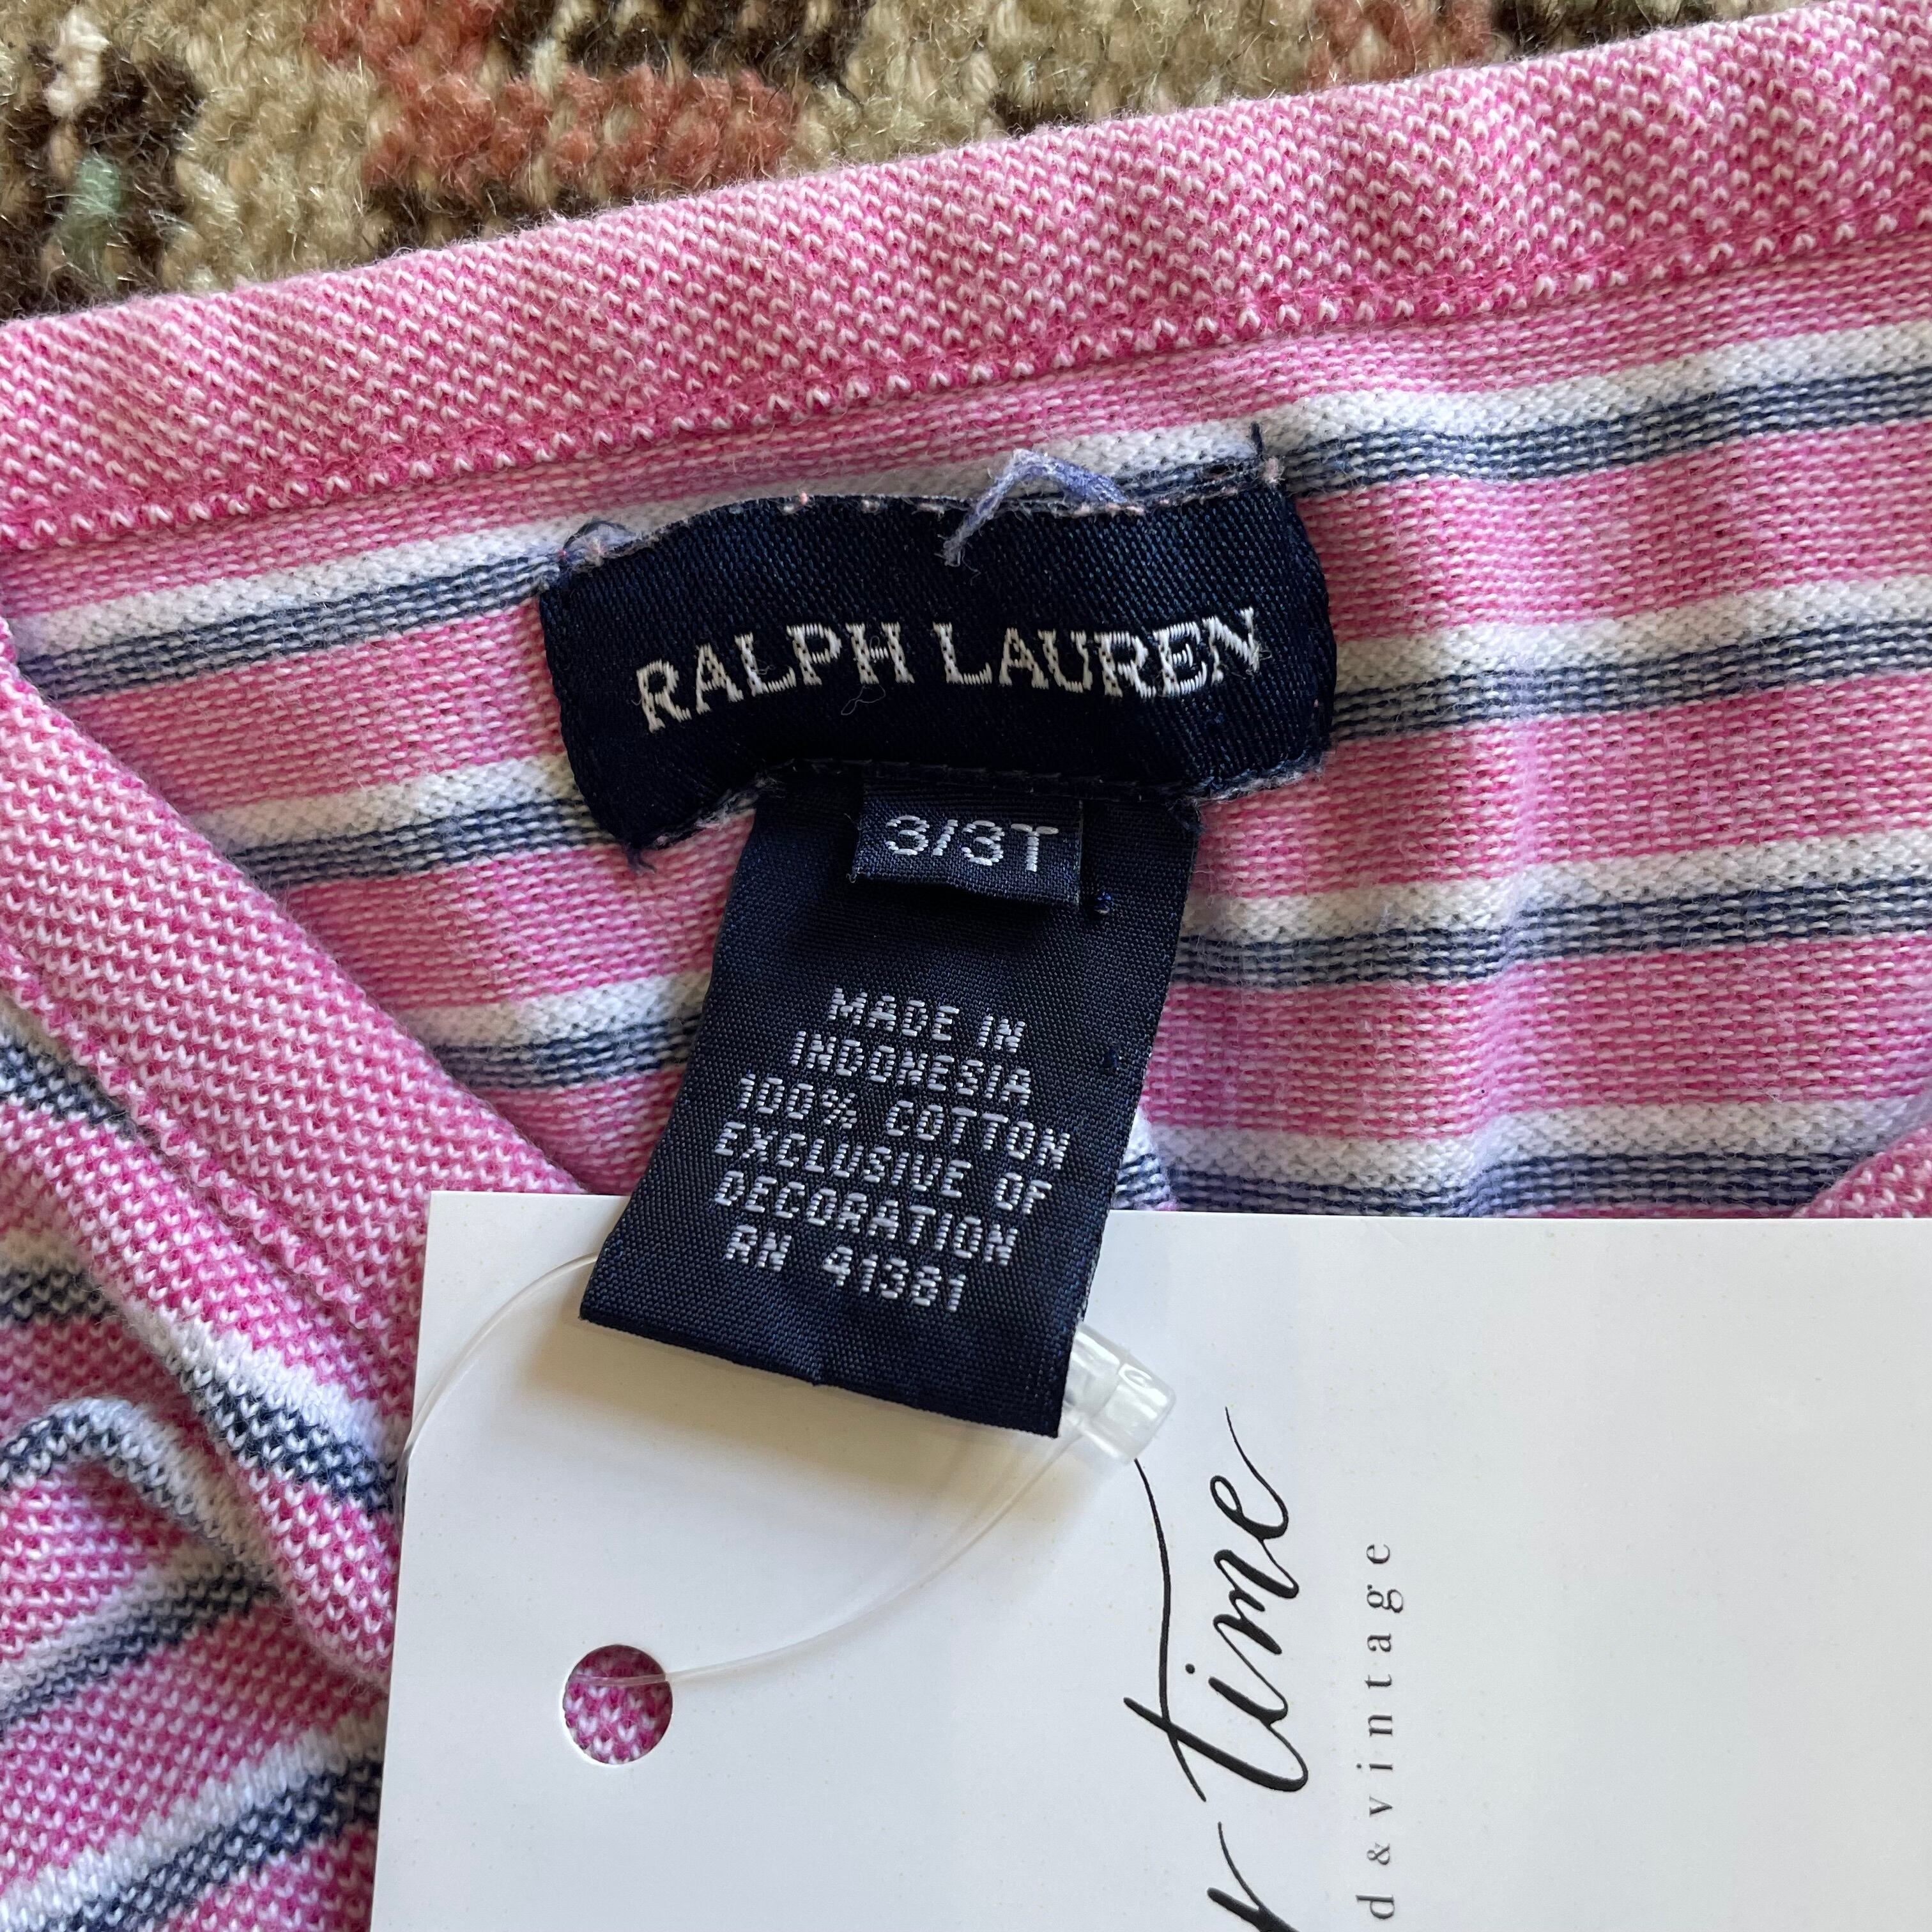 RALPH LAUREN
3/3T
MADE IN
INDONESIA
100% COTTON
EXCLUSIVE OF
DECORATION
RN 41381
time
& vintage